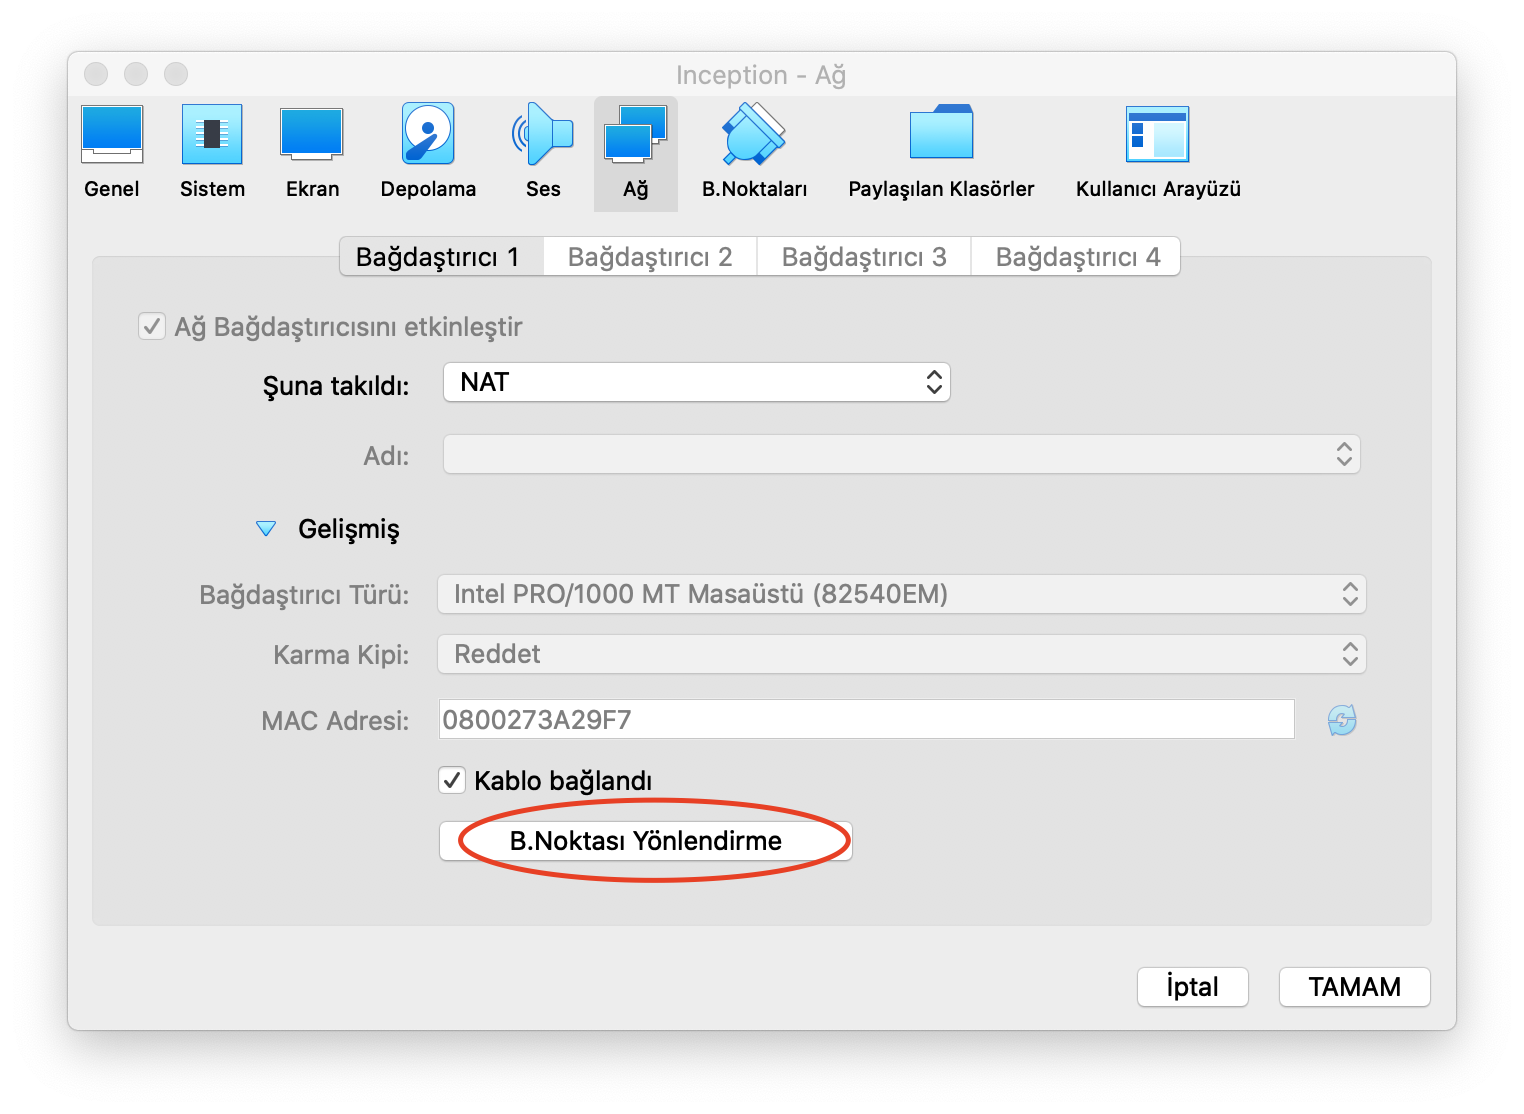 Inception - Ağ
Genel
Sistem
Ekran
Depolama
Ses
Ağ
B.Noktaları
Paylaşılan Klasörler
Kullanıcı Arayüzü
Bağdaştırıcı 1
Bağdaştırıcı 2
Bağdaştırıcı 3
Bağdaştırıcı 4
Ağ Bağdaştırıcısını etkinleştir
Şuna takıldı: NAT
Adı:
Gelişmiş
Bağdaştırıcı Türü: Intel PRO/1000 MT Masaüstü (82540EM)
Karma Kipi: Reddet
MAC Adresi: 0800273A29F7
Kablo bağlandı
B.Noktası Yönlendirme
İptal
TAMAM